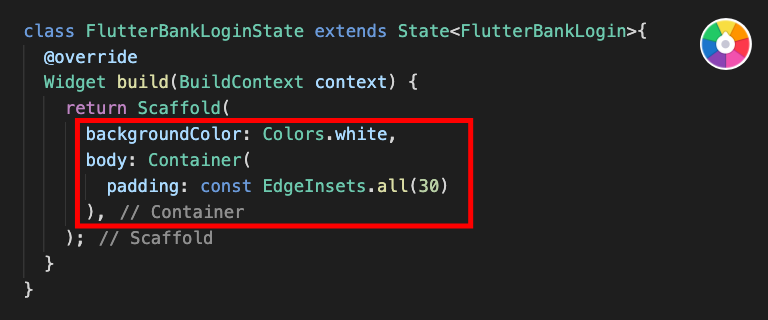 class FlutterBankLoginState extends State<FlutterBankLogin>{
@override
Widget build(BuildContext context) {
return Scaffold(
backgroundColor: Colors.white,
body: Container(
padding: const EdgeInsets.all(30)
), // Container
); // Scaffold
}
}